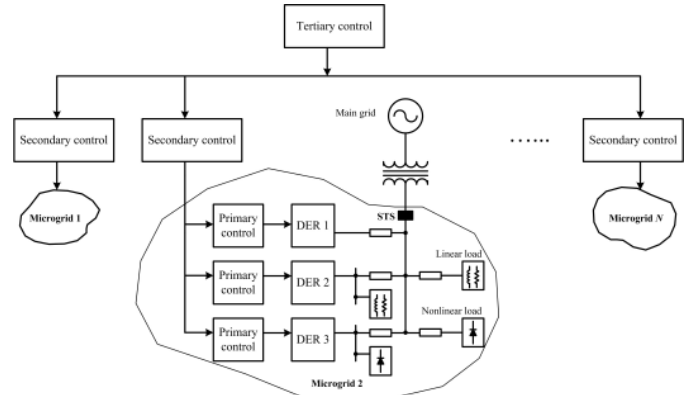 Tertiary control
Main grid
Secondary control
Secondary control
......
Secondary control
Microgrid 1
Microgrid N
STS
Primary
control
DER 1
Linear load
Primary
control
DER 2
Nonlinear load
Primary
control
DER 3
Microgrid 2